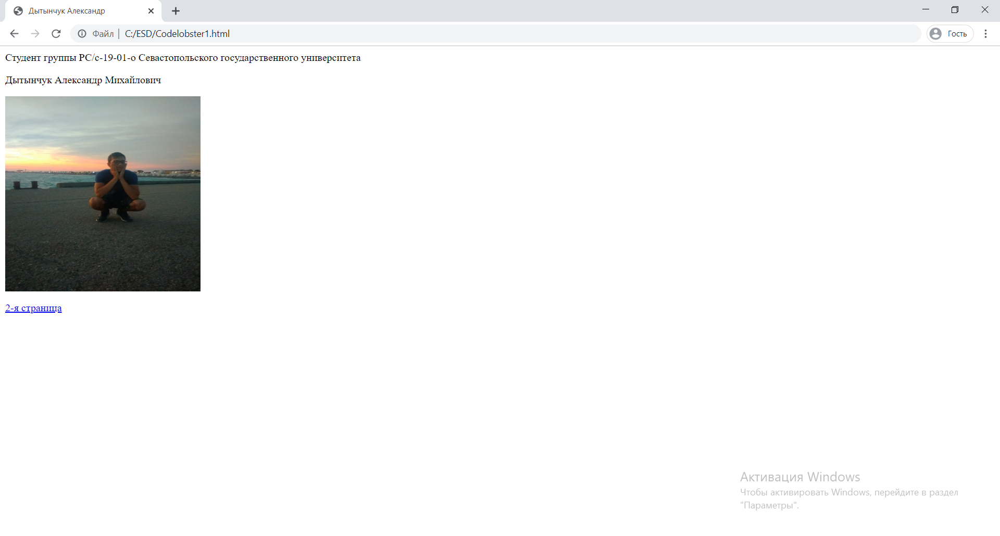 Дытынчук Александр
Файл | C:/ESD/Codelobster1.html
Гость
Студент группы РС/с-19-01-о Севастопольского государственного университета
Дытынчук Александр Михайлович
2-я страница
Активация Windows
Чтобы активировать Windows, перейдите в раздел
"Параметры".